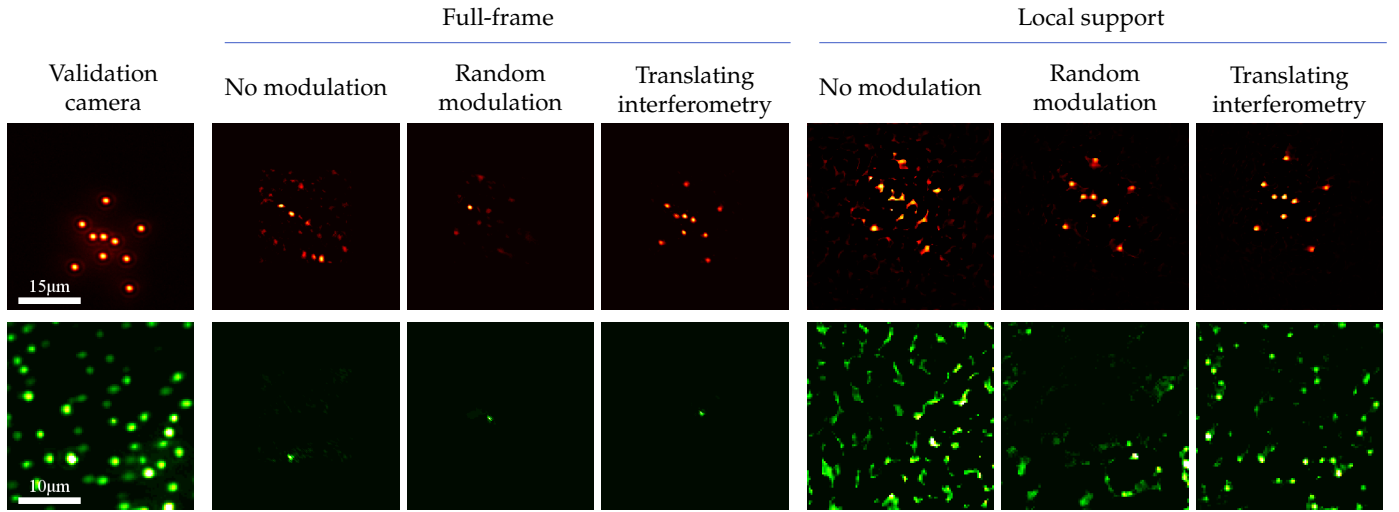 Full-frame
Local support
Validation
camera
No modulation
Random
modulation
Translating
interferometry
No modulation
Random
modulation
Translating
interferometry
15μm
10μm